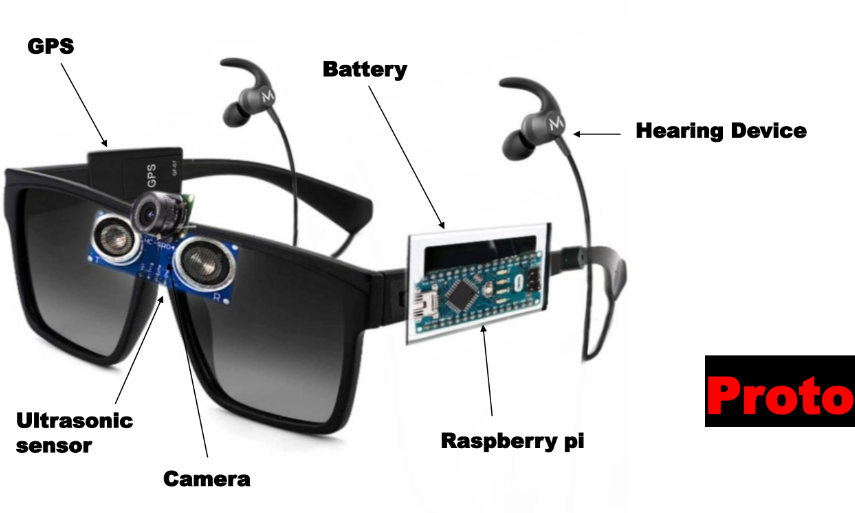 GPS
Battery
Hearing Device
GPS
T
R
Ultrasonic
sensor
Camera
Raspberry pi
Proto